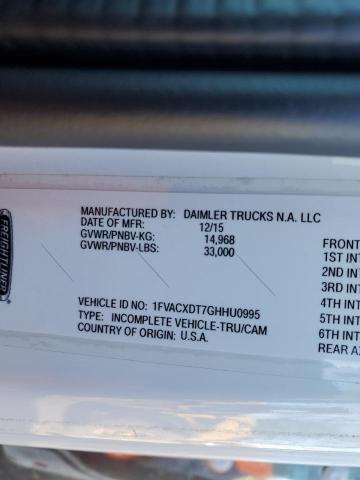 FREIGHTLINER
MANUFACTURED BY: DAIMLER TRUCKS N.A. LLC
DATE OF MFR: 12/15
GVWR/PNBV-KG: 14,968
GVWR/PNBV-LBS: 33,000
VEHICLE ID NO: 1FVACXDT7GHHU0995
TYPE: INCOMPLETE VEHICLE-TRU/CAM
COUNTRY OF ORIGIN: U.S.A.
FRONT
1ST INT
2ND INT
3RD INT
4TH INT
5TH INT
6TH INT
REAR AX